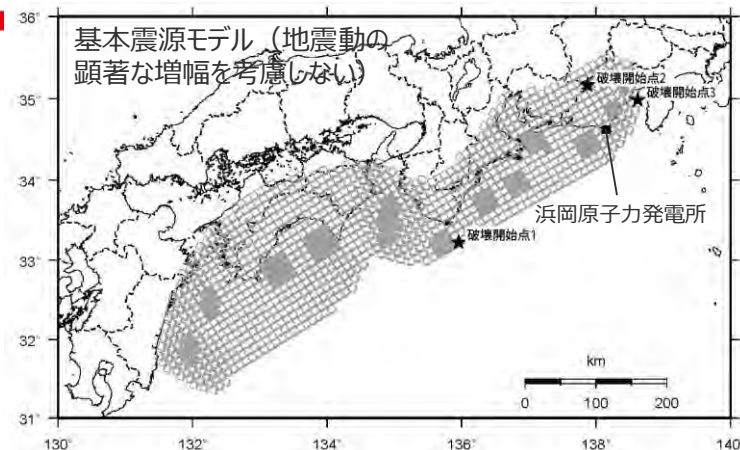 基本震源モデル（地震動の
顕著な増幅を考慮しない）
36°
35°
34°
33°
32°
31°
破壊開始点2
破壊開始点3
浜岡原子力発電所
破壊開始点1
km
0 100 200
130° 132° 134° 136° 138° 140